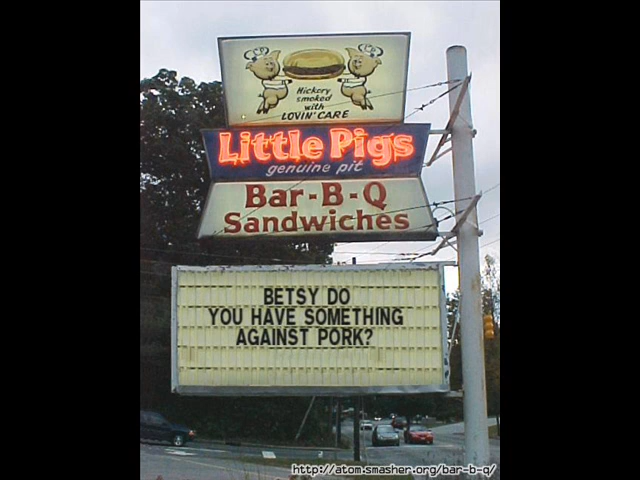 Hickory
smoked
with
LOVIN' CARE
Little Pigs
genuine pit
Bar-B-Q
Sandwiches
BETSY DO
YOU HAVE SOMETHING
AGAINST PORK?
http://atom.smasher.org/bar-b-q/